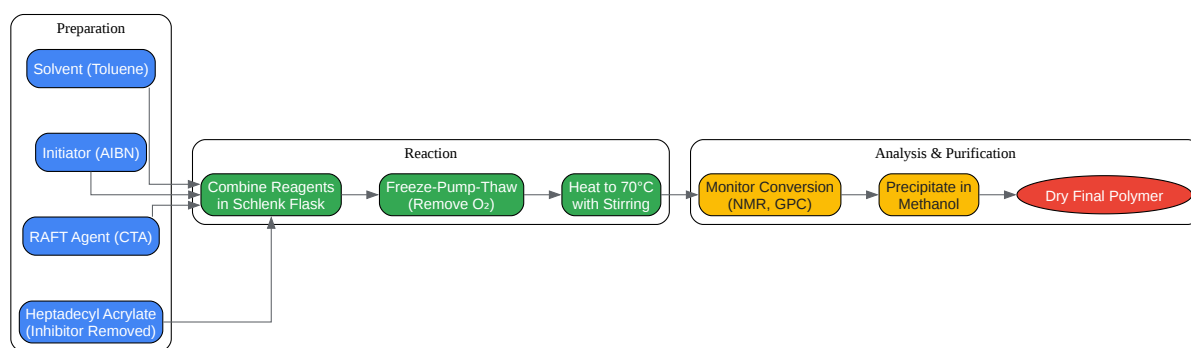 Preparation
Solvent (Toluene)
Initiator (AIBN)
RAFT Agent (CTA)
Heptadecyl Acrylate
(Inhibitor Removed)
Reaction
Combine Reagents
in Schlenk Flask
Freeze-Pump-Thaw
(Remove O₂)
Heat to 70°C
with Stirring
Analysis & Purification
Monitor Conversion
(NMR, GPC)
Precipitate in
Methanol
Dry Final Polymer